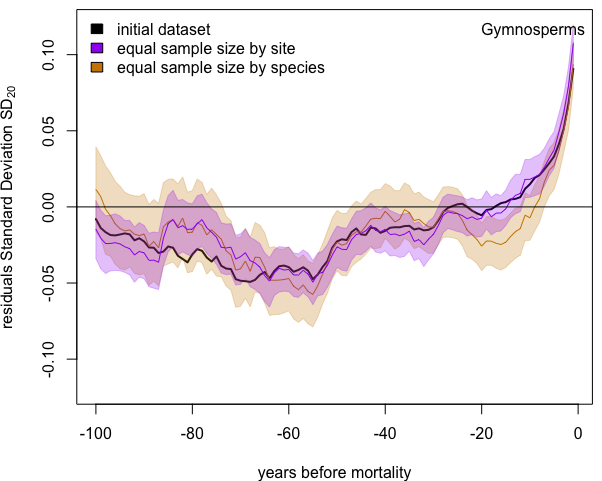 Gymnosperms
initial dataset
equal sample size by site
equal sample size by species
residuals Standard Deviation SD20
0.10
0.05
0.00
-0.05
-0.10
-100 -80 -60 -40 -20 0
years before mortality